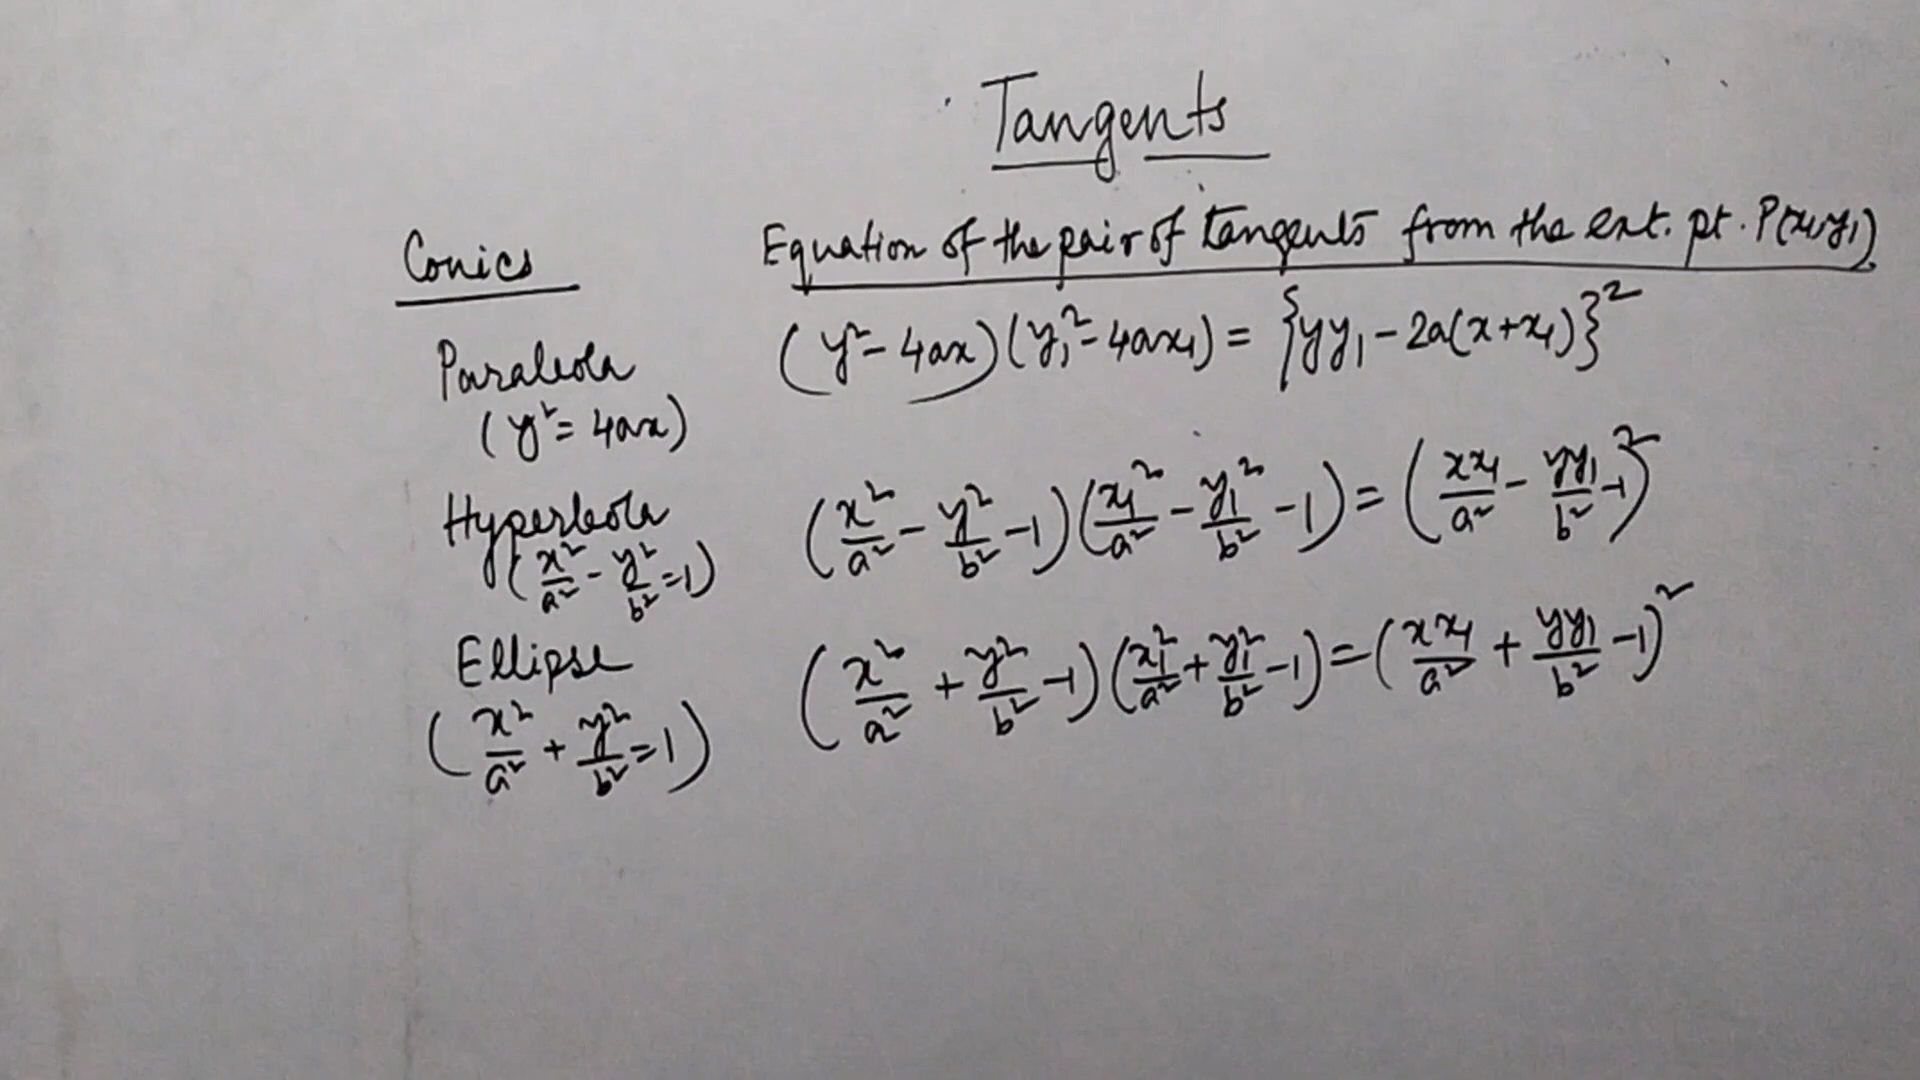 Tangents
Conics Equation of the pair of tangents from the ext. pt. P(x₁,y₁)
Parabola (y² - 4ax)(y₁² - 4ax₁) = {yy₁ - 2a(x+x₁)}²
(y² = 4ax)
Hyperbola (x²/a² - y²/b² - 1)(x₁²/a² - y₁²/b² - 1) = (xx₁/a² - yy₁/b² - 1)²
(x²/a² - y²/b² = 1)
Ellipse (x²/a² + y²/b² - 1)(x₁²/a² + y₁²/b² - 1) = (xx₁/a² + yy₁/b² - 1)²
(x²/a² + y²/b² = 1)